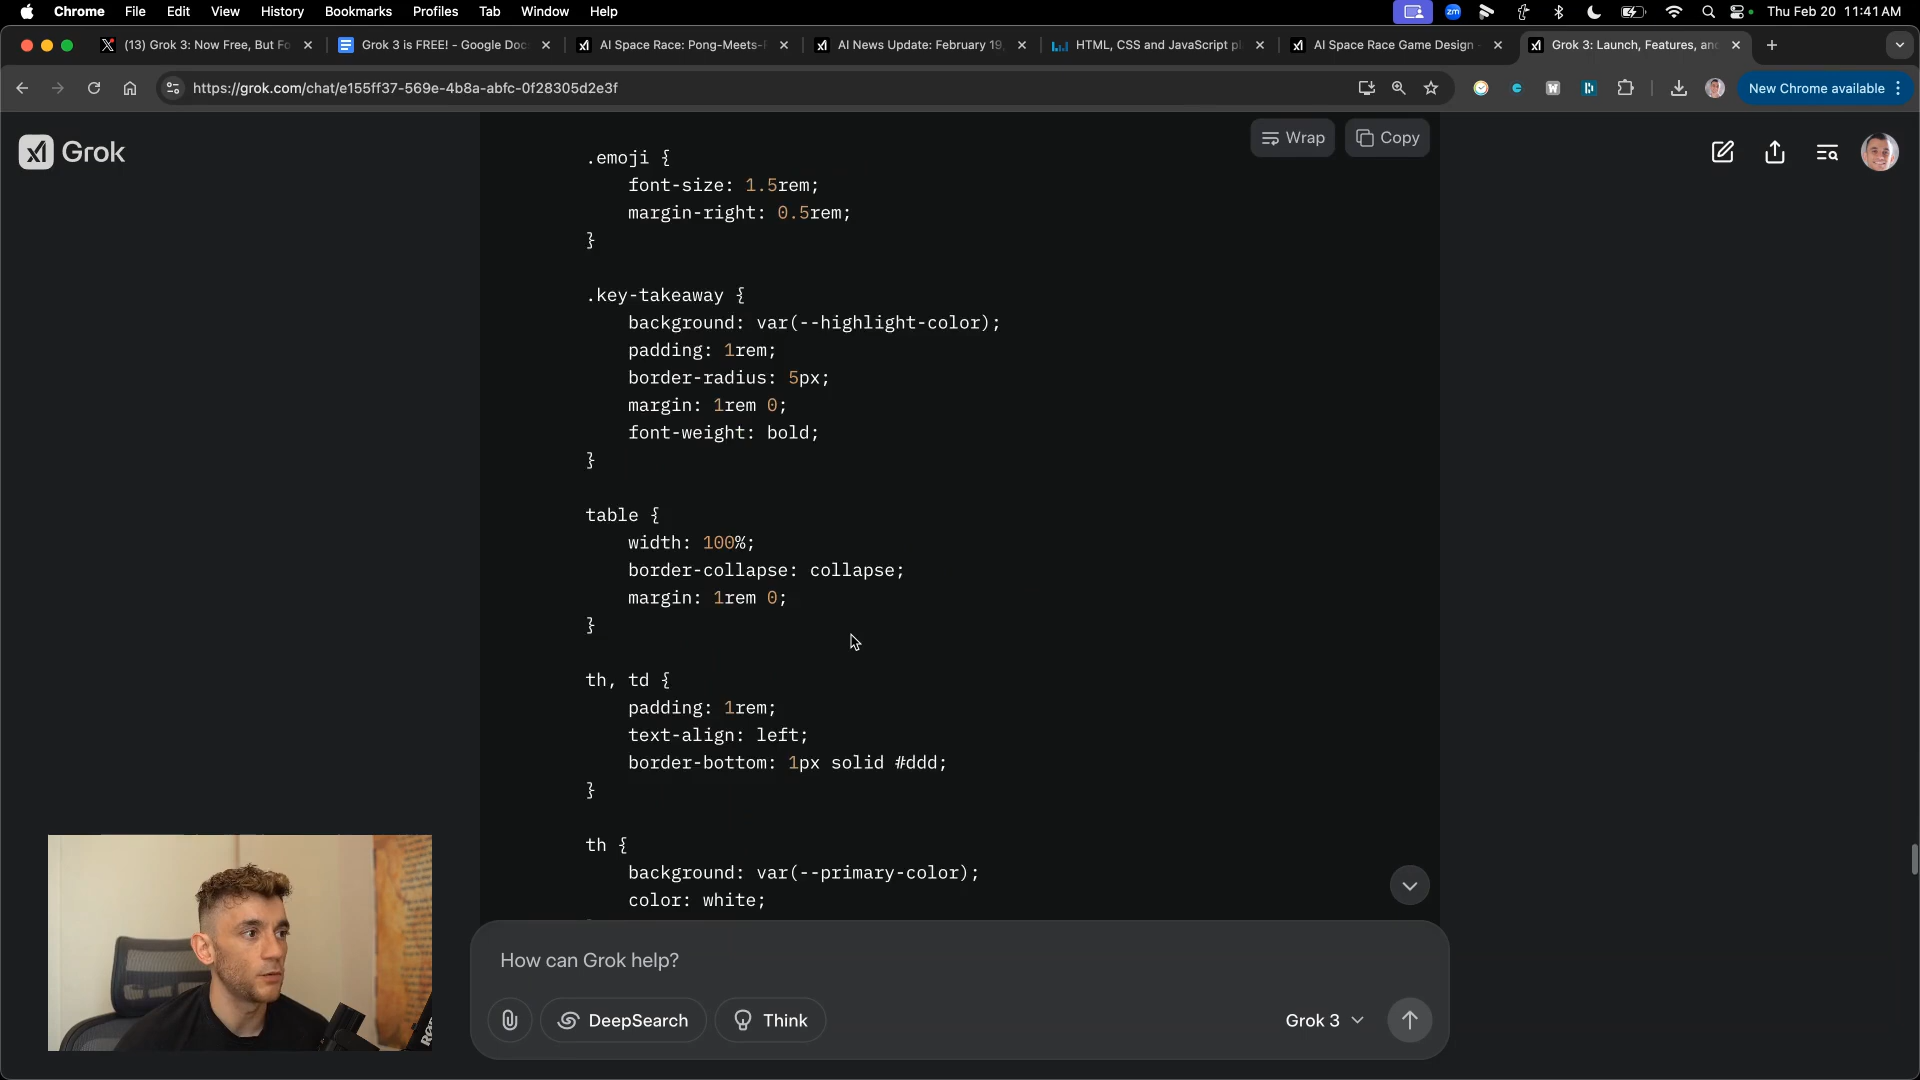 Chrome File Edit View History Bookmarks Profiles Tab Window Help zm Thu Feb 20 11:41 AM
(13) Grok 3: Now Free, But Fo Grok 3 is FREE! - Google Doc AI Space Race: Pong-Meets- AI News Update: February 19, HTML, CSS and JavaScript pl AI Space Race Game Design Grok 3: Launch, Features, an
https://grok.com/chat/e155ff37-569e-4b8a-abfc-0f28305d2e3f New Chrome available
Grok
Wrap Copy
.emoji {
font-size: 1.5rem;
margin-right: 0.5rem;
}
.key-takeaway {
background: var(--highlight-color);
padding: 1rem;
border-radius: 5px;
margin: 1rem 0;
font-weight: bold;
}
table {
width: 100%;
border-collapse: collapse;
margin: 1rem 0;
}
th, td {
padding: 1rem;
text-align: left;
border-bottom: 1px solid #ddd;
}
th {
background: var(--primary-color);
color: white;
How can Grok help?
DeepSearch Think Grok 3